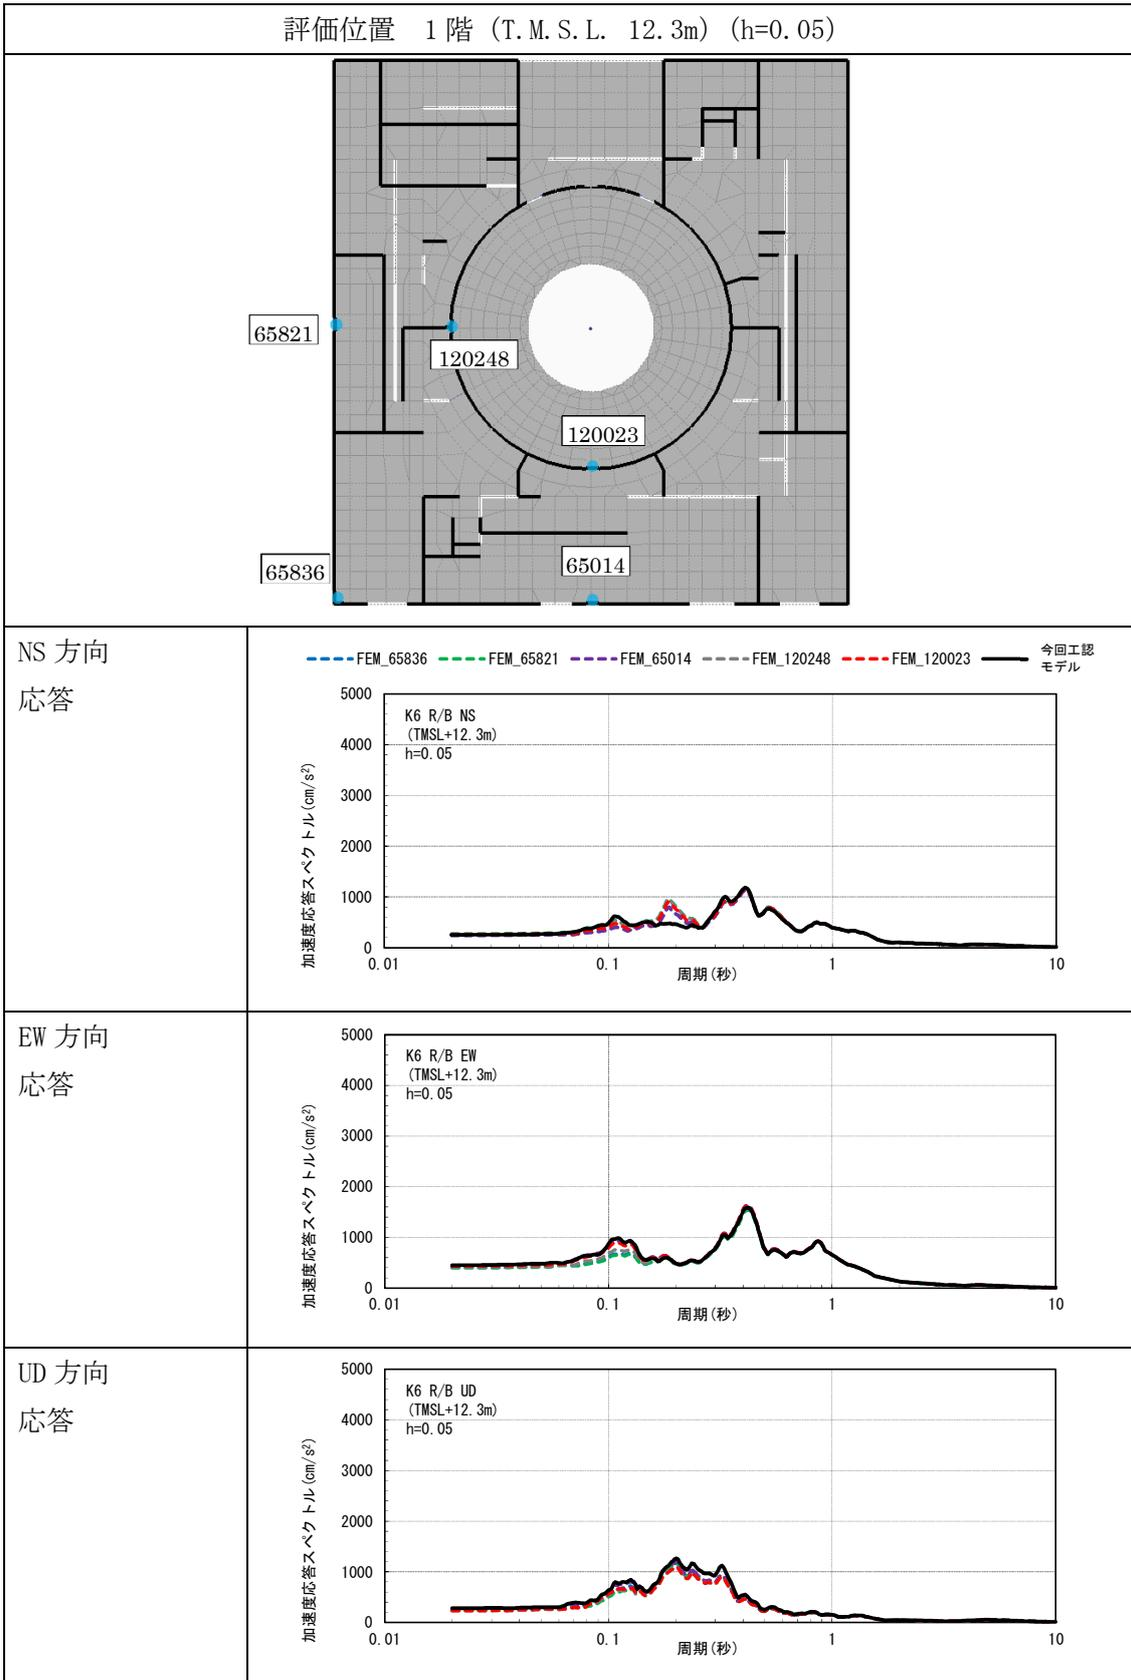 評価位置　1階 (T.M.S.L. 12.3m) (h=0.05)
65821
120248
120023
65836
65014
NS 方向
応答
FEM_65836 FEM_65821 FEM_65014 FEM_120248 FEM_120023 今回工認
モデル
K6 R/B NS
(TMSL+12.3m)
h=0.05
加速度応答スペクトル(cm/s²)
5000
4000
3000
2000
1000
0
0.01 0.1 1 10
周期(秒)
EW 方向
応答
K6 R/B EW
(TMSL+12.3m)
h=0.05
加速度応答スペクトル(cm/s²)
5000
4000
3000
2000
1000
0
0.01 0.1 1 10
周期(秒)
UD 方向
応答
K6 R/B UD
(TMSL+12.3m)
h=0.05
加速度応答スペクトル(cm/s²)
5000
4000
3000
2000
1000
0
0.01 0.1 1 10
周期(秒)